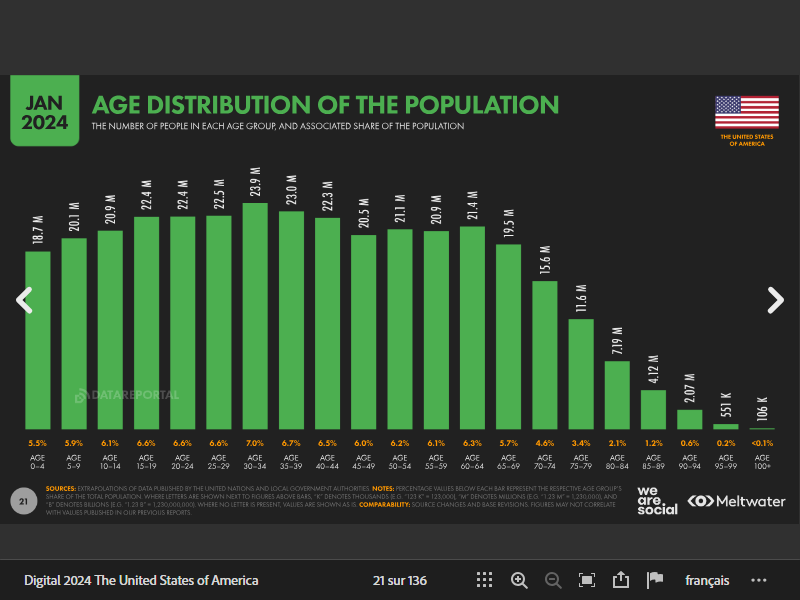 JAN
2024
AGE DISTRIBUTION OF THE POPULATION
THE NUMBER OF PEOPLE IN EACH AGE GROUP, AND ASSOCIATED SHARE OF THE POPULATION
THE UNITED STATES
OF AMERICA
18.7 M 20.1 M 20.9 M 22.4 M 22.4 M 22.5 M 23.9 M 23.0 M 22.3 M 20.5 M 21.1 M 20.9 M 21.4 M 19.5 M 15.6 M 11.6 M 7.19 M 4.12 M 2.07 M 551 K 106 K
DATAREPORTAL
5.5% 5.9% 6.1% 6.6% 6.6% 6.6% 7.0% 6.7% 6.5% 6.0% 6.2% 6.1% 6.3% 5.7% 4.6% 3.4% 2.1% 1.2% 0.6% 0.2% <0.1%
AGE AGE AGE AGE AGE AGE AGE AGE AGE AGE AGE AGE AGE AGE AGE AGE AGE AGE AGE AGE AGE
0–4 5–9 10–14 15–19 20–24 25–29 30–34 35–39 40–44 45–49 50–54 55–59 60–64 65–69 70–74 75–79 80–84 85–89 90–94 95–99 100+
21
SOURCES: EXTRAPOLATIONS OF DATA PUBLISHED BY THE UNITED NATIONS AND LOCAL GOVERNMENT AUTHORITIES. NOTES: PERCENTAGE VALUES BELOW EACH BAR REPRESENT THE RESPECTIVE AGE GROUP'S
SHARE OF THE TOTAL POPULATION. WHERE LETTERS ARE SHOWN NEXT TO FIGURES ABOVE BARS, "K" DENOTES THOUSANDS (E.G. "123 K" = 123,000), "M" DENOTES MILLIONS (E.G. "1.23 M" = 1,230,000), AND
"B" DENOTES BILLIONS (E.G. "1.23 B" = 1,230,000,000). WHERE NO LETTER IS PRESENT, VALUES ARE SHOWN AS IS. COMPARABILITY: SOURCE CHANGES AND BASE REVISIONS. FIGURES MAY NOT CORRELATE
WITH VALUES PUBLISHED IN OUR PREVIOUS REPORTS.
we
are.
social
Meltwater
Digital 2024 The United States of America
21 sur 136
français